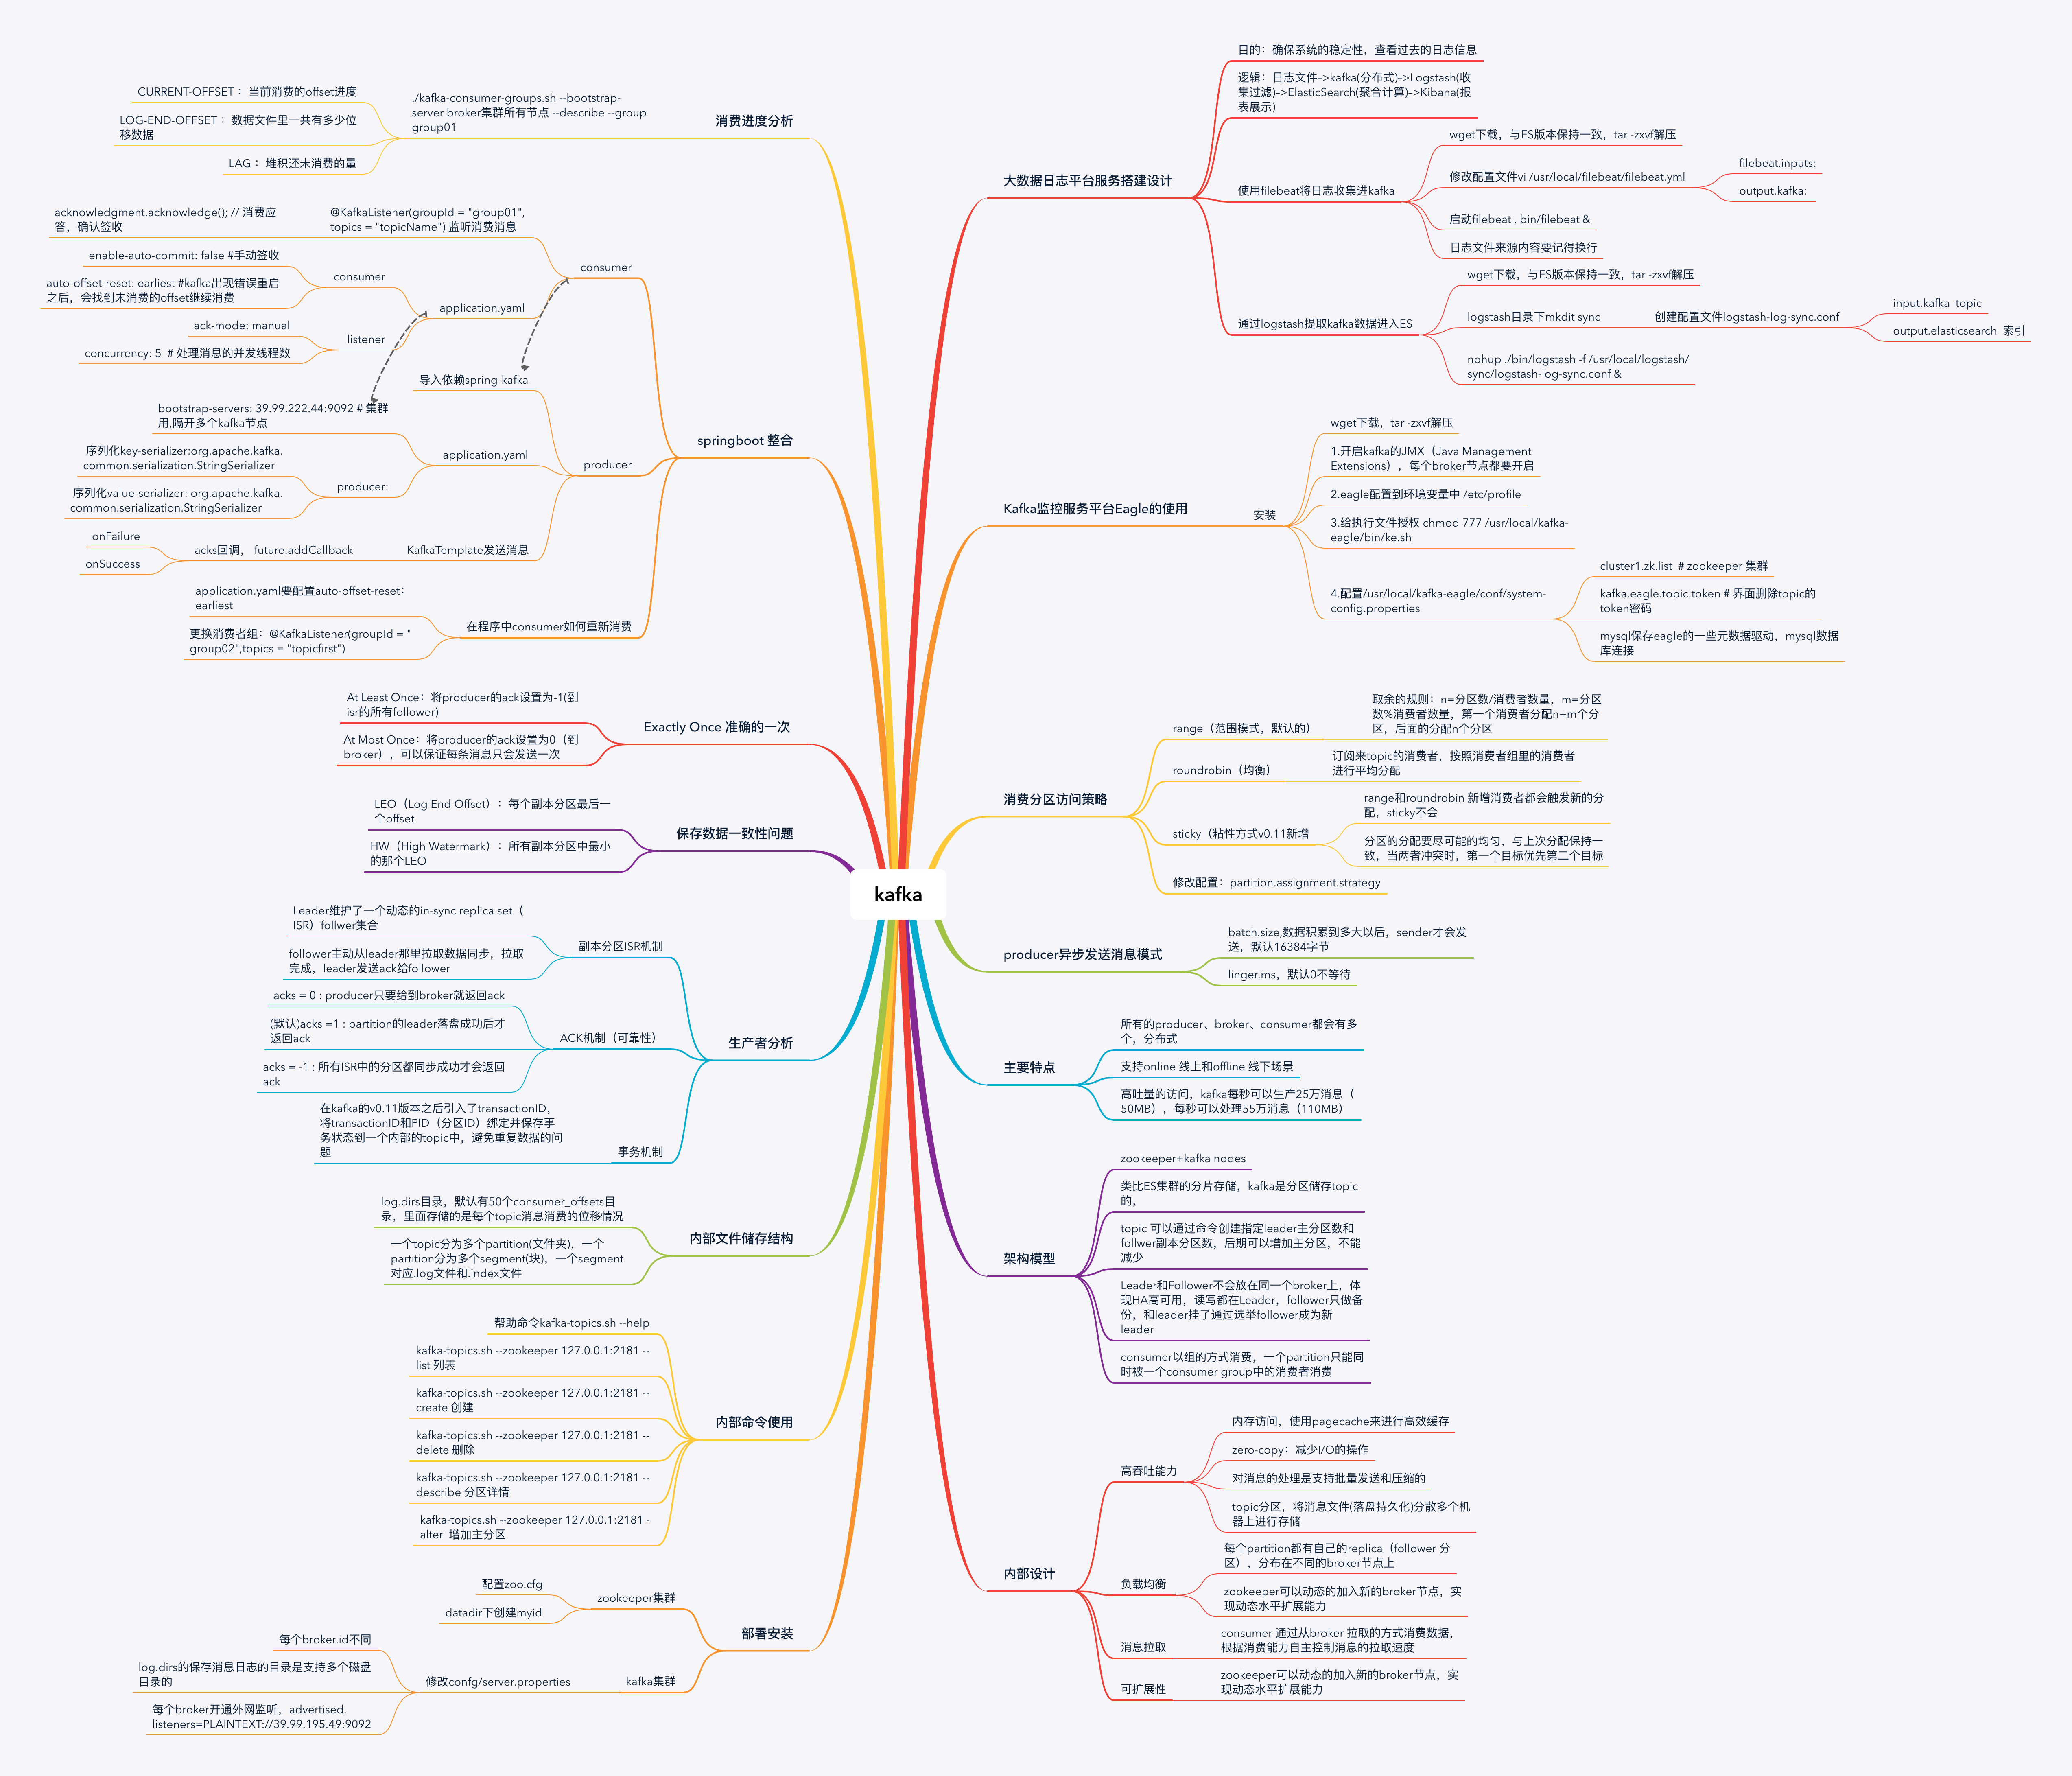 kafka
大数据日志平台服务搭建设计
目的：确保系统的稳定性，查看过去的日志信息
逻辑：日志文件->kafka(分布式)->Logstash(收
集过滤)->ElasticSearch(聚合计算)->Kibana(报
表展示)
使用filebeat将日志收集进kafka
wget下载，与ES版本保持一致，tar -zxvf解压
修改配置文件vi /usr/local/filebeat/filebeat.yml
filebeat.inputs:
output.kafka:
启动filebeat , bin/filebeat &
日志文件来源内容要记得换行
通过logstash提取kafka数据进入ES
wget下载，与ES版本保持一致，tar -zxvf解压
logstash目录下mkdit sync
创建配置文件logstash-log-sync.conf
input.kafka  topic
output.elasticsearch  索引
nohup ./bin/logstash -f /usr/local/logstash/
sync/logstash-log-sync.conf &
Kafka监控服务平台Eagle的使用
安装
wget下载，tar -zxvf解压
1.开启kafka的JMX（Java Management
Extensions），每个broker节点都要开启
2.eagle配置到环境变量中 /etc/profile
3.给执行文件授权 chmod 777 /usr/local/kafka-
eagle/bin/ke.sh
4.配置/usr/local/kafka-eagle/conf/system-
config.properties
cluster1.zk.list  # zookeeper 集群
kafka.eagle.topic.token # 界面删除topic的
token密码
mysql保存eagle的一些元数据驱动，mysql数据
库连接
消费分区访问策略
range（范围模式，默认的）
取余的规则：n=分区数/消费者数量，m=分区
数%消费者数量，第一个消费者分配n+m个分
区，后面的分配n个分区
roundrobin（均衡）
订阅来topic的消费者，按照消费者组里的消费者
进行平均分配
sticky（粘性方式v0.11新增
range和roundrobin 新增消费者都会触发新的分
配，sticky不会
分区的分配要尽可能的均匀，与上次分配保持一
致，当两者冲突时，第一个目标优先第二个目标
修改配置：partition.assignment.strategy
producer异步发送消息模式
batch.size,数据积累到多大以后，sender才会发
送，默认16384字节
linger.ms，默认0不等待
主要特点
所有的producer、broker、consumer都会有多
个，分布式
支持online 线上和offline 线下场景
高吐量的访问，kafka每秒可以生产25万消息（
50MB），每秒可以处理55万消息（110MB）
架构模型
zookeeper+kafka nodes
类比ES集群的分片存储，kafka是分区储存topic
的，
topic 可以通过命令创建指定leader主分区数和
follwer副本分区数，后期可以增加主分区，不能
减少
Leader和Follower不会放在同一个broker上，体
现HA高可用，读写都在Leader，follower只做备
份，和leader挂了通过选举follower成为新
leader
consumer以组的方式消费，一个partition只能同
时被一个consumer group中的消费者消费
内部设计
高吞吐能力
内存访问，使用pagecache来进行高效缓存
zero-copy：减少I/O的操作
对消息的处理是支持批量发送和压缩的
topic分区，将消息文件(落盘持久化)分散多个机
器上进行存储
负载均衡
每个partition都有自己的replica（follower 分
区），分布在不同的broker节点上
zookeeper可以动态的加入新的broker节点，实
现动态水平扩展能力
消息拉取
consumer 通过从broker 拉取的方式消费数据，
根据消费能力自主控制消息的拉取速度
可扩展性
zookeeper可以动态的加入新的broker节点，实
现动态水平扩展能力
消费进度分析
./kafka-consumer-groups.sh --bootstrap-
server broker集群所有节点 --describe --group
group01
CURRENT-OFFSET： 当前消费的offset进度
LOG-END-OFFSET： 数据文件里一共有多少位
移数据
LAG： 堆积还未消费的量
springboot 整合
consumer
@KafkaListener(groupId = "group01",
topics = "topicName") 监听消费消息
acknowledgment.acknowledge(); // 消费应
答，确认签收
application.yaml
consumer
enable-auto-commit: false #手动签收
auto-offset-reset: earliest #kafka出现错误重启
之后，会找到未消费的offset继续消费
listener
ack-mode: manual
concurrency: 5  # 处理消息的并发线程数
producer
导入依赖spring-kafka
application.yaml
bootstrap-servers: 39.99.222.44:9092 # 集群
用,隔开多个kafka节点
producer:
序列化key-serializer:org.apache.kafka.
common.serialization.StringSerializer
序列化value-serializer: org.apache.kafka.
common.serialization.StringSerializer
KafkaTemplate发送消息
acks回调， future.addCallback
onFailure
onSuccess
在程序中consumer如何重新消费
application.yaml要配置auto-offset-reset:
earliest
更换消费者组：@KafkaListener(groupId = "
group02",topics = "topicfirst")
Exactly Once 准确的一次
At Least Once：将producer的ack设置为-1(到
isr的所有follower)
At Most Once：将producer的ack设置为0（到
broker），可以保证每条消息只会发送一次
保存数据一致性问题
LEO（Log End Offset）：每个副本分区最后一
个offset
HW（High Watermark）：所有副本分区中最小
的那个LEO
生产者分析
副本分区ISR机制
Leader维护了一个动态的in-sync replica set（
ISR）follwer集合
follower主动从leader那里拉取数据同步，拉取
完成，leader发送ack给follower
ACK机制（可靠性）
acks = 0 : producer只要给到broker就返回ack
(默认)acks =1 : partition的leader落盘成功后才
返回ack
acks = -1 : 所有ISR中的分区都同步成功才会返回
ack
事务机制
在kafka的v0.11版本之后引入了transactionID，
将transactionID和PID（分区ID）绑定并保存事
务状态到一个内部的topic中，避免重复数据的问
题
内部文件储存结构
log.dirs目录，默认有50个consumer_offsets目
录，里面存储的是每个topic消息消费的位移情况
一个topic分为多个partition(文件夹)，一个
partition分为多个segment(块)，一个segment
对应.log文件和.index文件
内部命令使用
帮助命令kafka-topics.sh --help
kafka-topics.sh --zookeeper 127.0.0.1:2181 --
list 列表
kafka-topics.sh --zookeeper 127.0.0.1:2181 --
create 创建
kafka-topics.sh --zookeeper 127.0.0.1:2181 --
delete 删除
kafka-topics.sh --zookeeper 127.0.0.1:2181 --
describe 分区详情
kafka-topics.sh --zookeeper 127.0.0.1:2181 -
alter  增加主分区
部署安装
zookeeper集群
配置zoo.cfg
datadir下创建myid
kafka集群
修改confg/server.properties
每个broker.id不同
log.dirs的保存消息日志的目录是支持多个磁盘
目录的
每个broker开通外网监听，advertised.
listeners=PLAINTEXT://39.99.195.49:9092